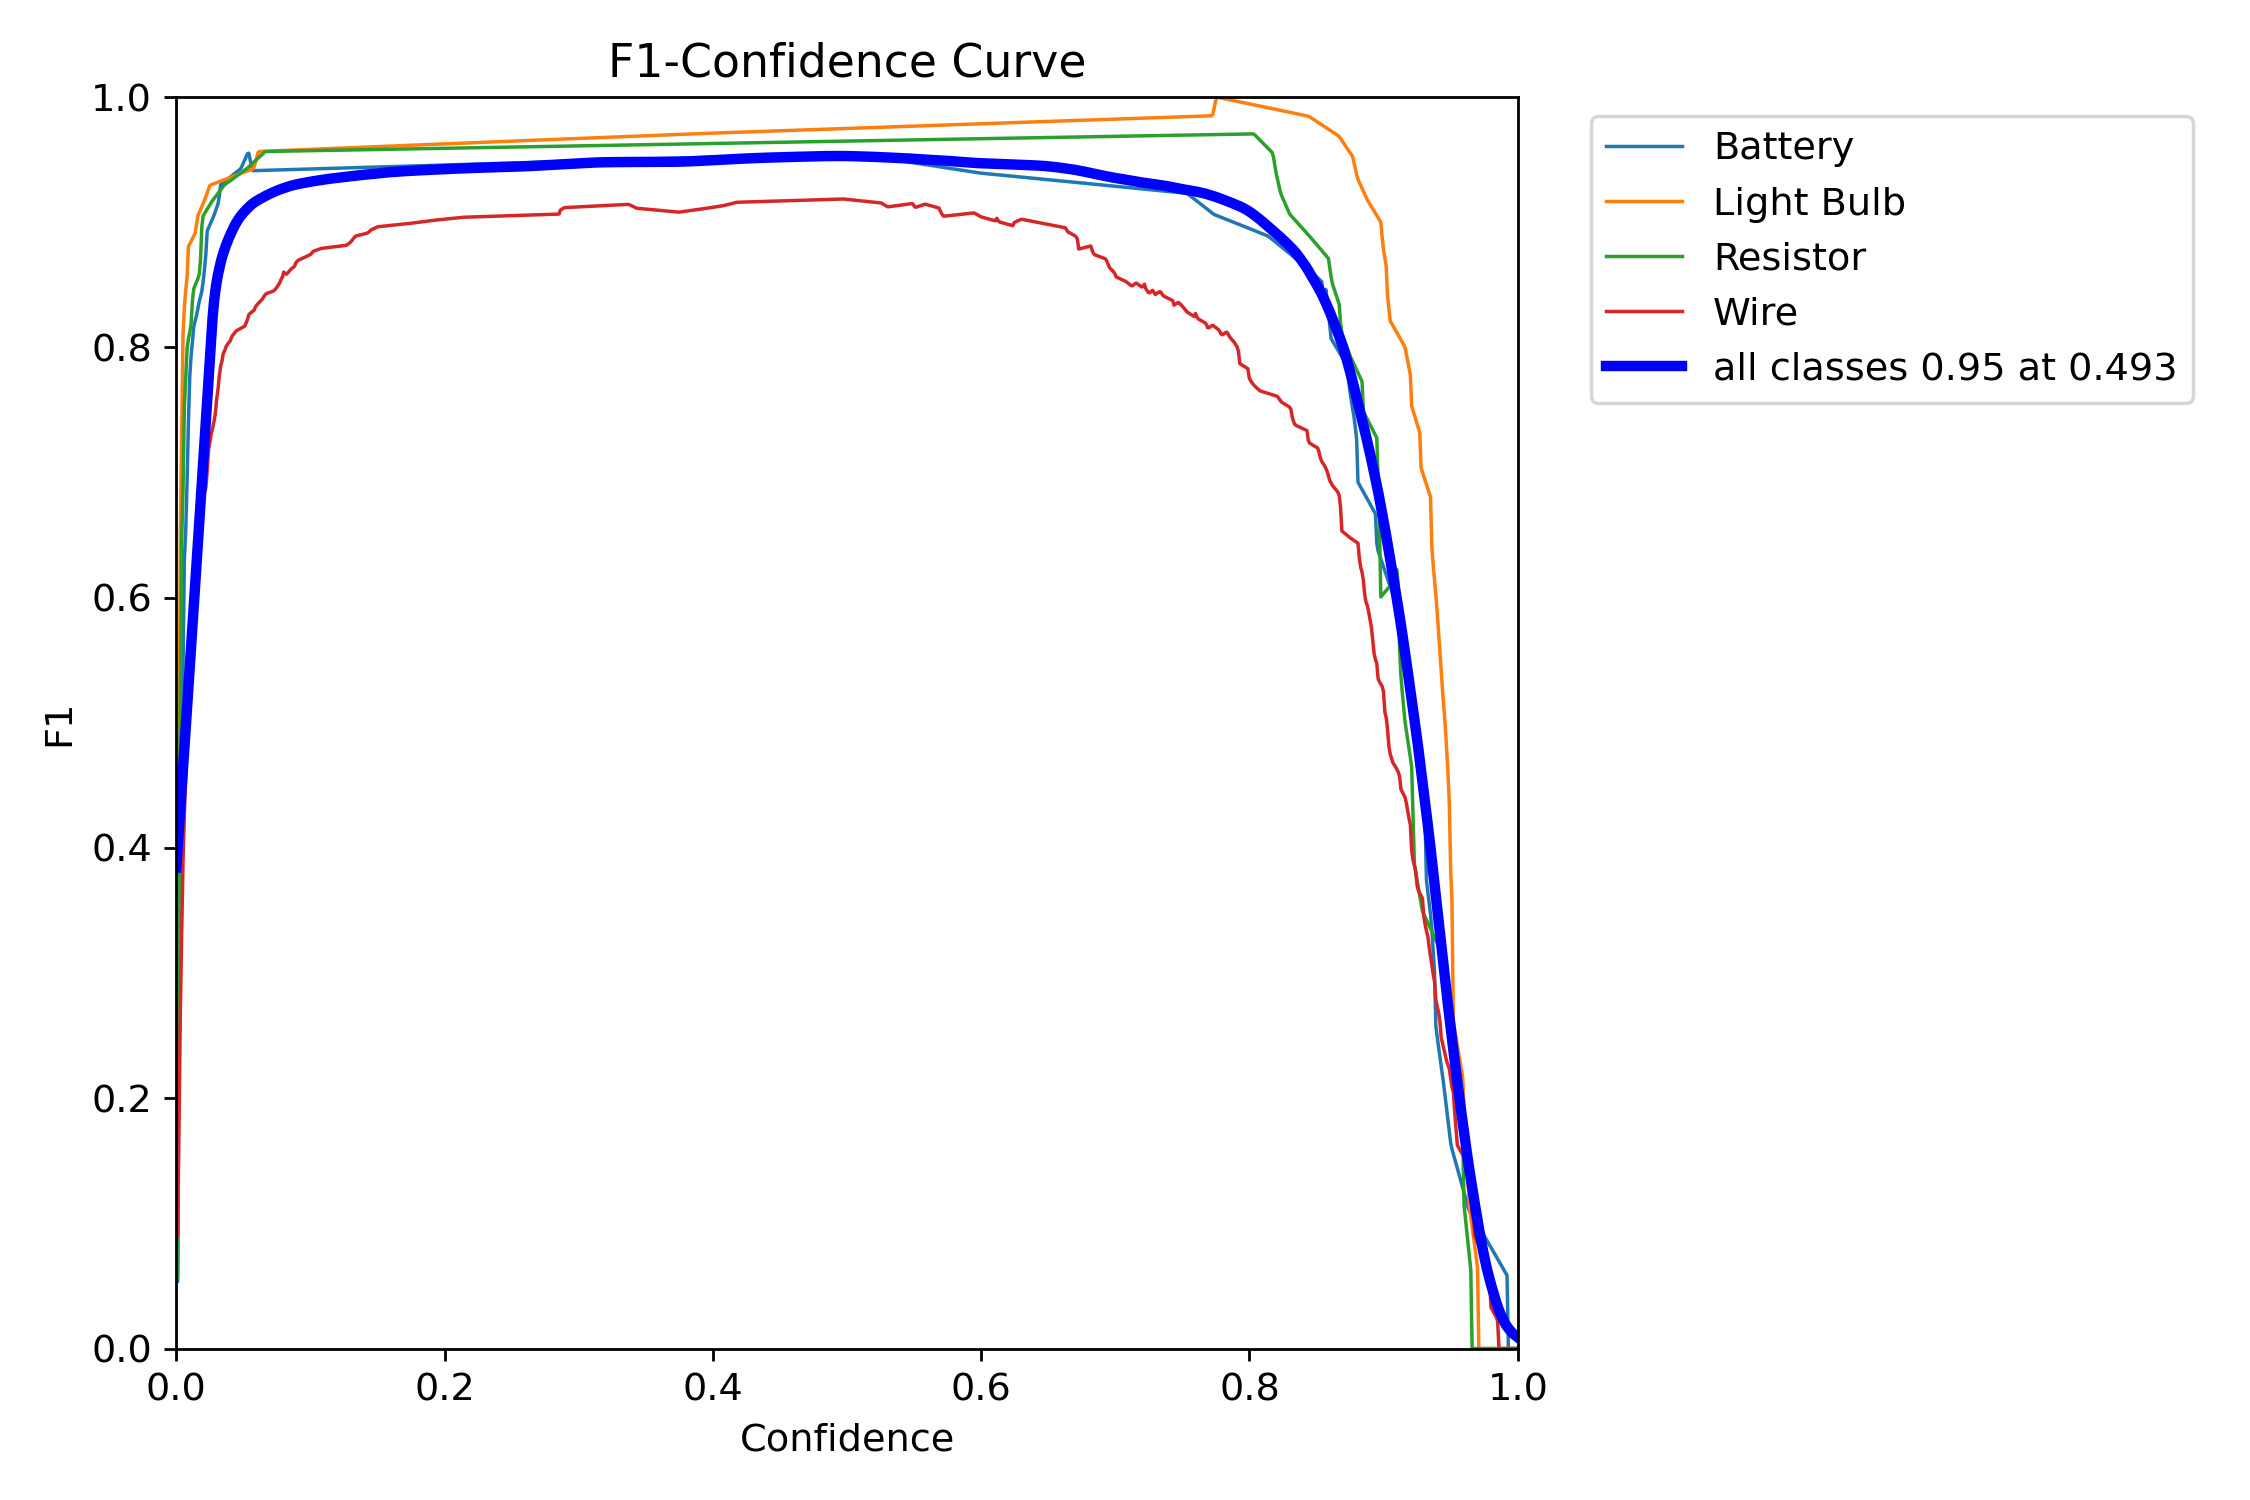 F1-Confidence Curve
1.0
0.8
0.6
0.4
0.2
0.0
F1
0.0 0.2 0.4 0.6 0.8 1.0
Confidence
Battery
Light Bulb
Resistor
Wire
all classes 0.95 at 0.493